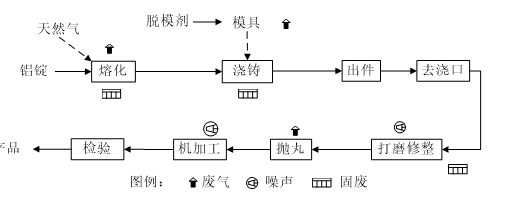 天然气
脱模剂 模具
铝锭 熔化 浇铸 出件 去浇口
品 检验 机加工 抛丸 打磨修整
图例： 废气 噪声 固废